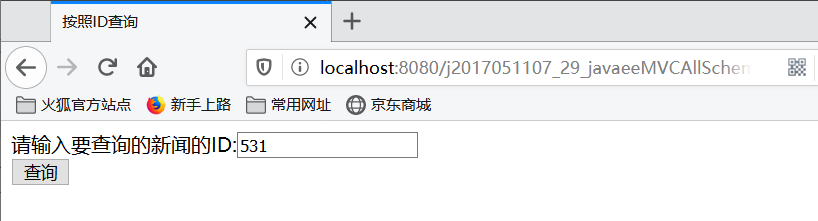 按照ID查询
localhost:8080/j2017051107_29_javaeeMVCAllSchem
火狐官方站点 新手上路 常用网址 京东商城
请输入要查询的新闻的ID:531
查询